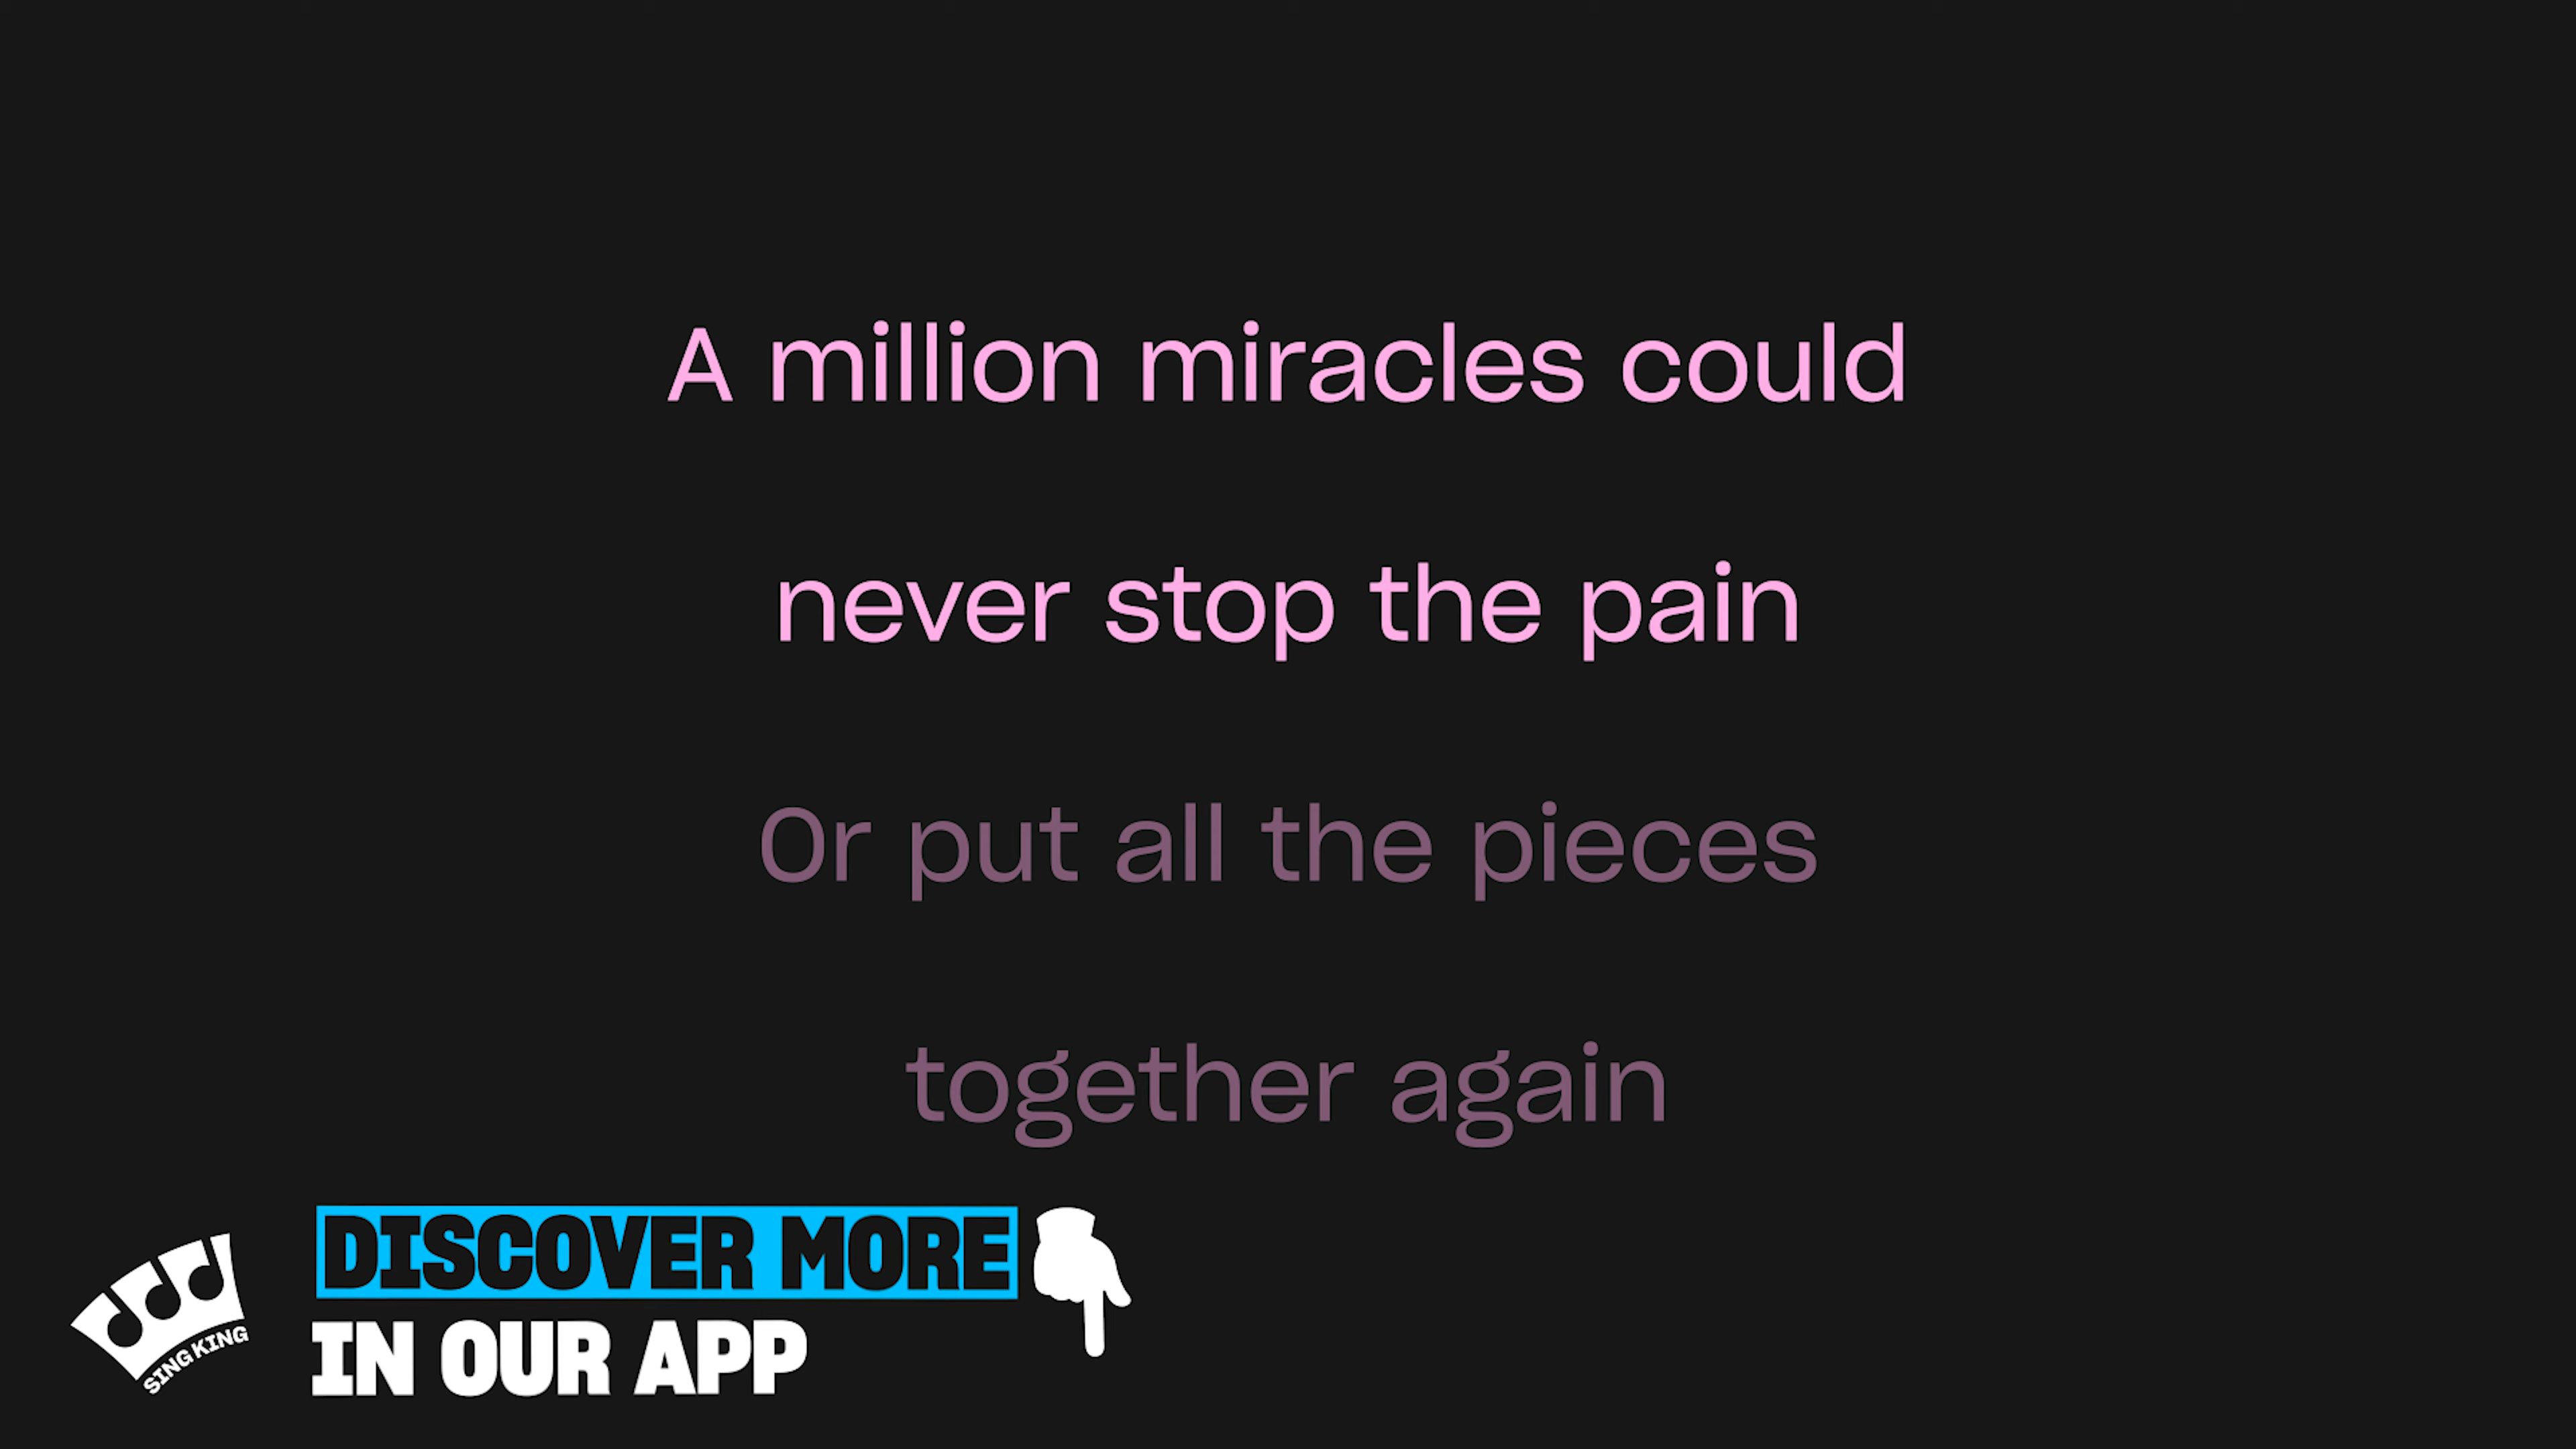 A million miracles could
never stop the pain
Or put all the pieces
together again
DISCOVER MORE
IN OUR APP
SING KING